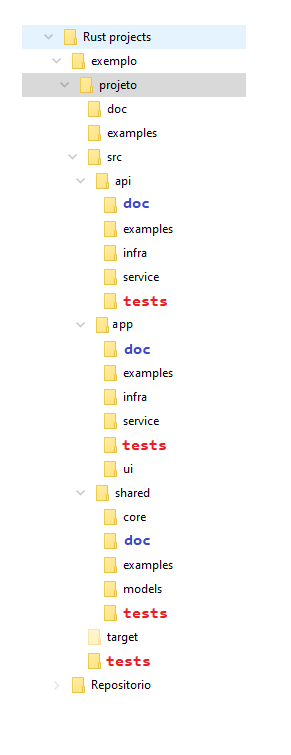 Rust projects
exemplo
projeto
doc
examples
src
api
doc
examples
infra
service
tests
app
doc
examples
infra
service
tests
ui
shared
core
doc
examples
models
tests
target
tests
Repositorio